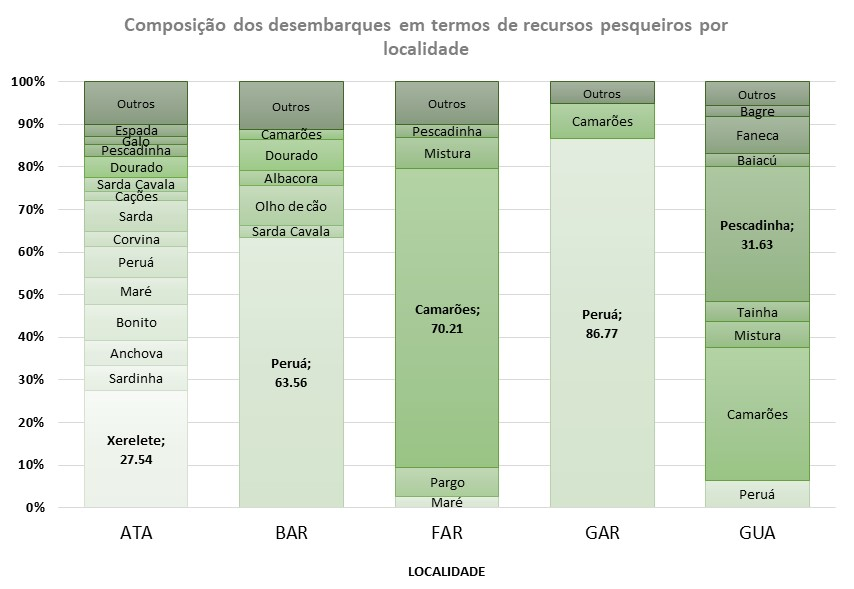 Composição dos desembarques em termos de recursos pesqueiros por
localidade
100%
90%
80%
70%
60%
50%
40%
30%
20%
10%
0%
Outros
Espada
Galo
Pescadinha
Dourado
Sarda Cavala
Cações
Sarda
Corvina
Peruá
Maré
Bonito
Anchova
Sardinha
Xerelete;
27.54
Outros
Camarões
Dourado
Albacora
Olho de cão
Sarda Cavala
Peruá;
63.56
Outros
Pescadinha
Mistura
Camarões;
70.21
Pargo
Maré
Outros
Camarões
Peruá;
86.77
Outros
Bagre
Faneca
Baiacú
Pescadinha;
31.63
Tainha
Mistura
Camarões
Peruá
ATA
BAR
FAR
GAR
GUA
LOCALIDADE